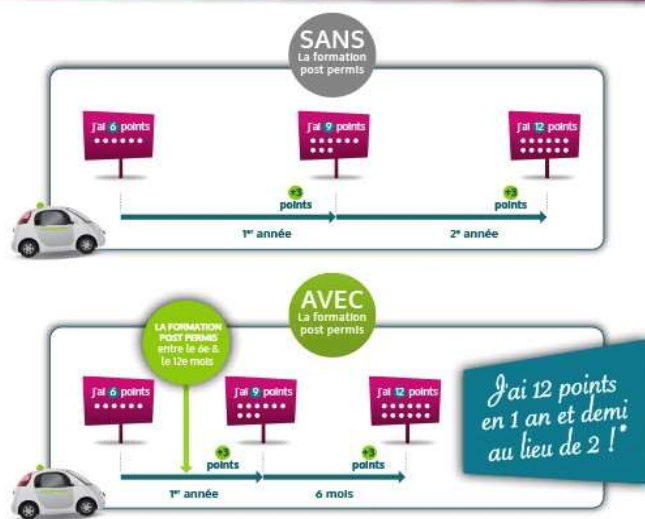 SANS
La formation
post permis
J'ai 6 points
J'ai 9 points
J'ai 12 points
+3
points
+3
points
1er année
2e année
AVEC
La formation
post permis
LA FORMATION
POST PERMIS
entre le 6e &
le 12e mois
J'ai 6 points
J'ai 9 points
J'ai 12 points
J'ai 12 points
en 1 an et demi
au lieu de 2 !*
+3
points
+3
points
1er année
6 mois